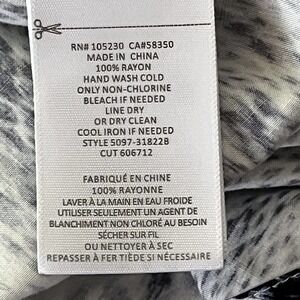 RN# 105230 CA#58350
MADE IN CHINA
100% RAYON
HAND WASH COLD
ONLY NON-CHLORINE
BLEACH IF NEEDED
LINE DRY
OR DRY CLEAN
COOL IRON IF NEEDED
STYLE 5097-31822B
CUT 606712
FABRIQUÉ EN CHINE
100% RAYONNE
LAVER À LA MAIN EN EAU FROIDE
UTILISER SEULEMENT UN AGENT DE
BLANCHIMENT NON CHLORÉ AU BESOIN
SÉCHER SUR FIL
OU NETTOYER À SEC
REPASSER À FER TIÈDE SI NÉCESSAIRE